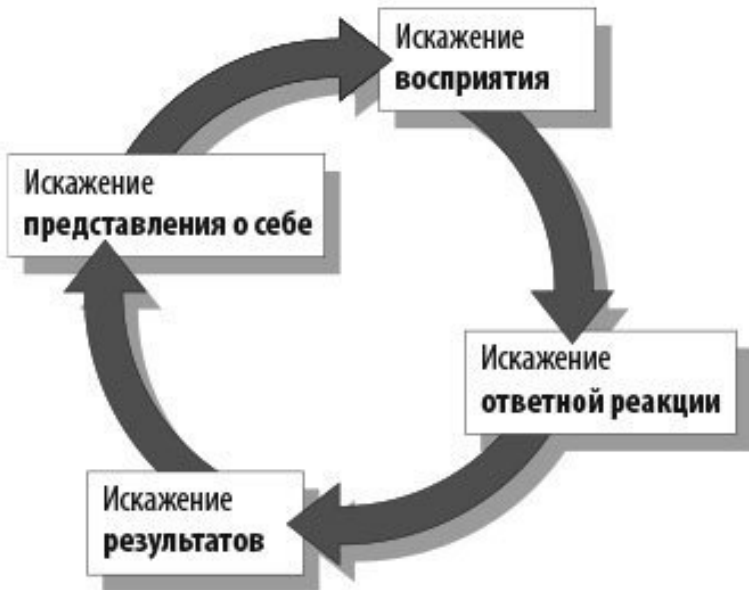 Искажение
восприятия
Искажение
представления о себе
Искажение
ответной реакции
Искажение
результатов